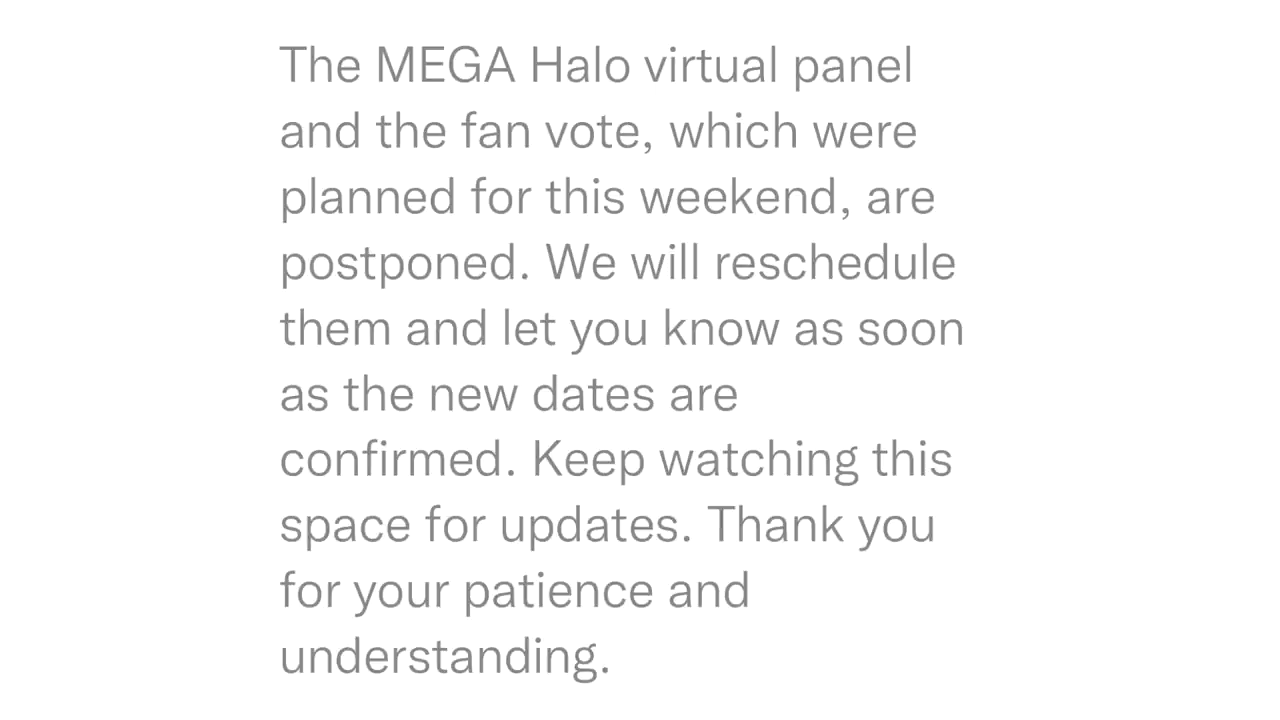 The MEGA Halo virtual panel
and the fan vote, which were
planned for this weekend, are
postponed. We will reschedule
them and let you know as soon
as the new dates are
confirmed. Keep watching this
space for updates. Thank you
for your patience and
understanding.